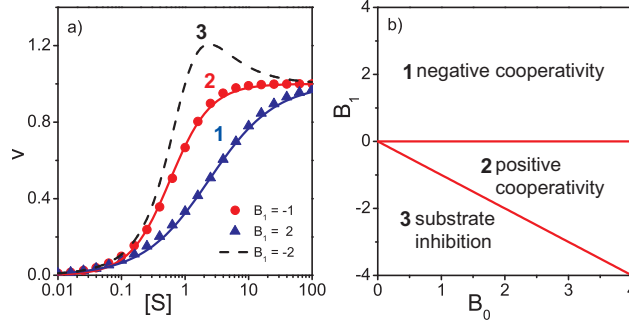 a)
3
1.2
2
0.8
1
V
0.4
B₁ = -1
B₁ = 2
B₁ = -2
0.0
0.01 0.1 1 10 100
[S]
b)
4
1 negative cooperativity
2
B₁
0
2 positive
cooperativity
-2
3 substrate
inhibition
-4
0 1 2 3 4
B₀